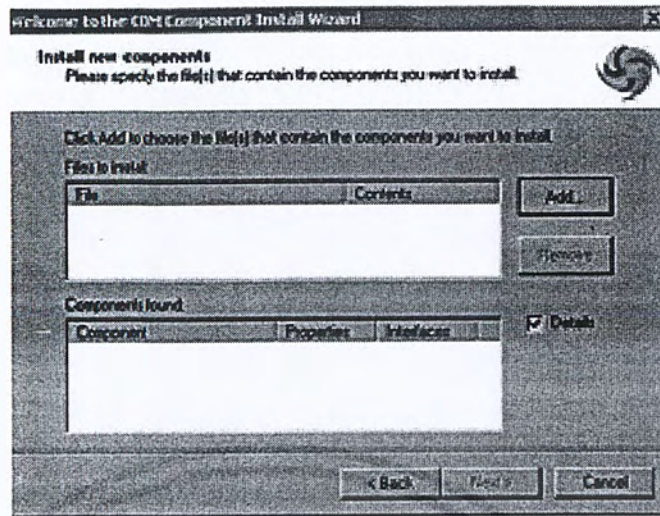 Welcome to the COM Component Install Wizard
Install new components
Please specify the file(s) that contain the components you want to install.
Click Add to choose the file(s) that contain the components you want to install.
Files to install:
File Contents
Add...
Remove
Components found:
Component Properties Interfaces
Details
< Back Next > Cancel